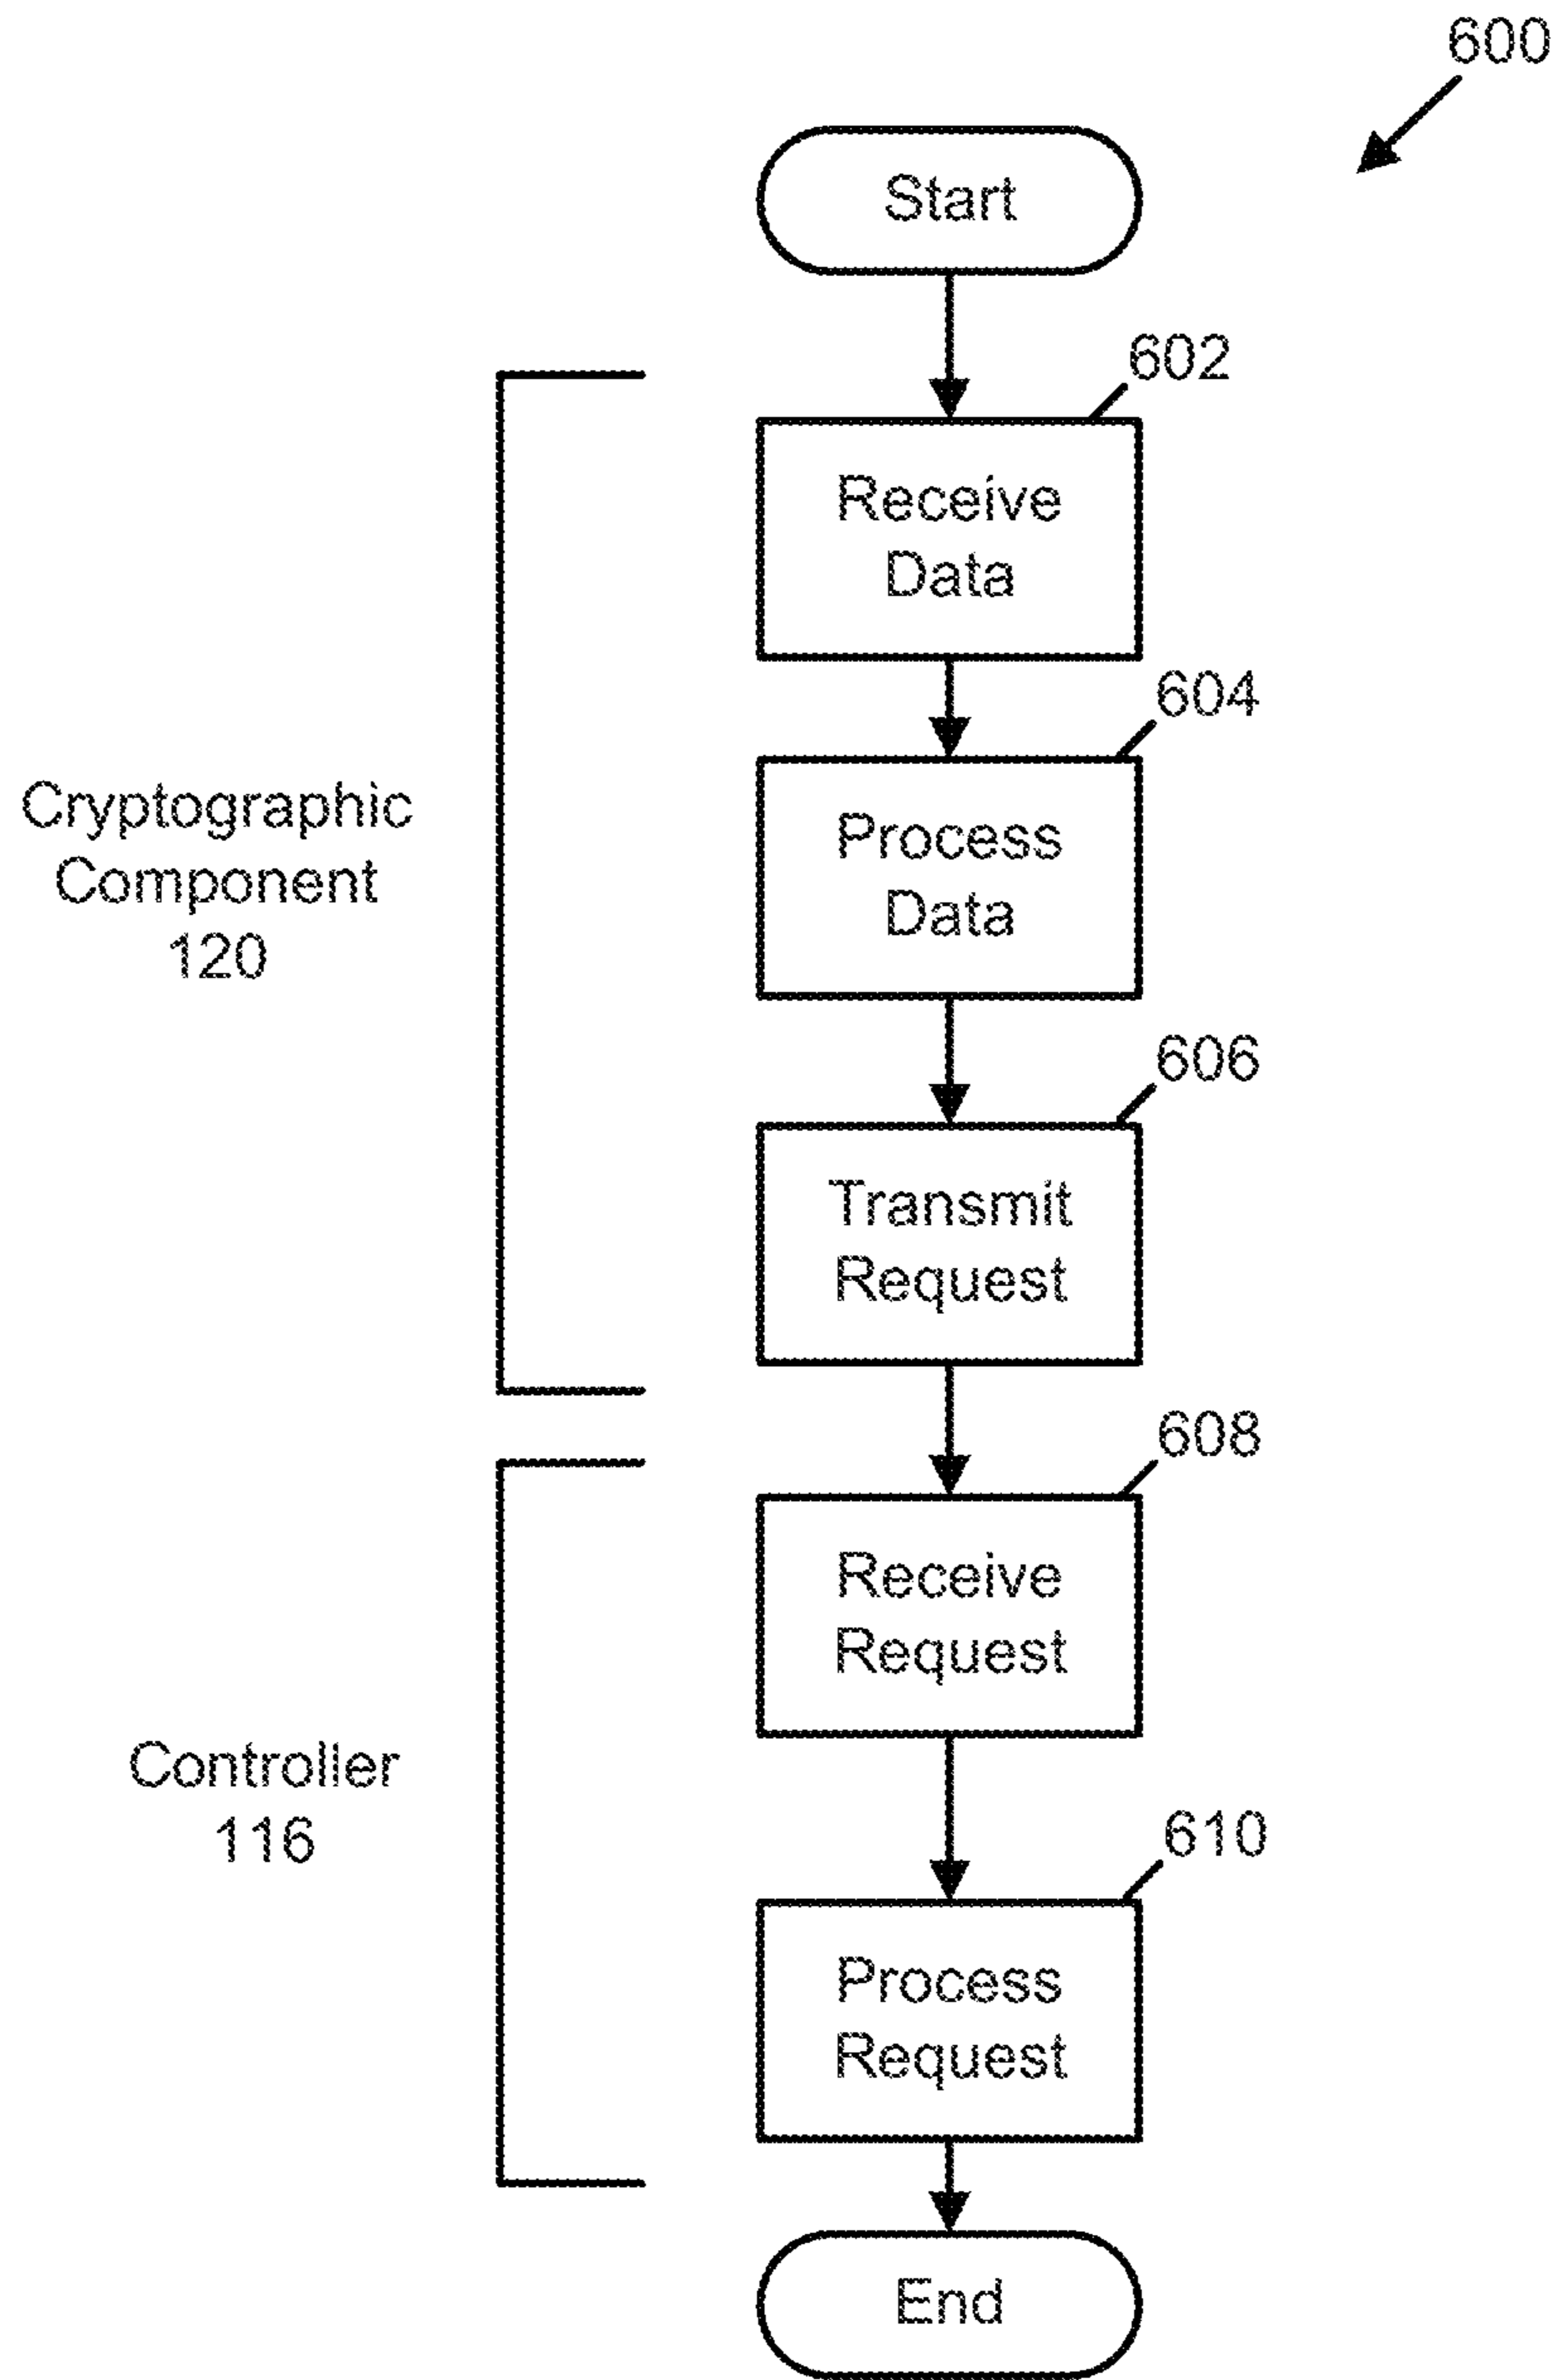 600
Start
602
Receive
Data
604
Process
Data
Cryptographic
Component
120
606
Transmit
Request
608
Receive
Request
Controller
116
610
Process
Request
End